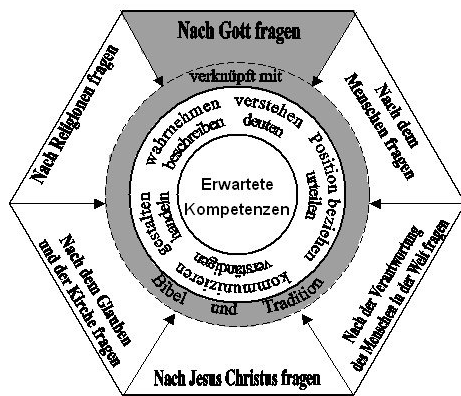 Nach Gott fragen
Nach dem
Menschen fragen
Nach der Verantwortung
des Menschen in der Welt fragen
Nach Jesus Christus fragen
Nach dem Glauben
und der Kirche fragen
Nach Religionen fragen
verknüpft mit
Bibel und Tradition
wahrnehmen
beschreiben
verstehen
deuten
Position beziehen
urteilen
kommunizieren
verständigen
gestalten
handeln
Erwartete
Kompetenzen